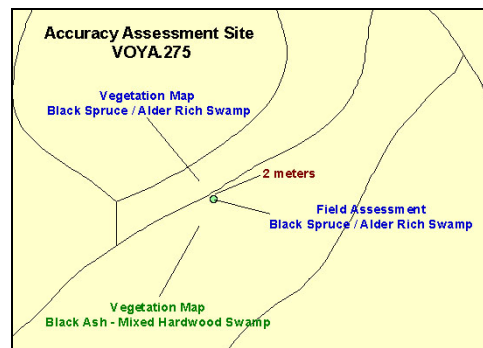 Accuracy Assessment Site
VOYA.275
Vegetation Map
Black Spruce / Alder Rich Swamp
2 meters
Field Assessment
Black Spruce / Alder Rich Swamp
Vegetation Map
Black Ash - Mixed Hardwood Swamp